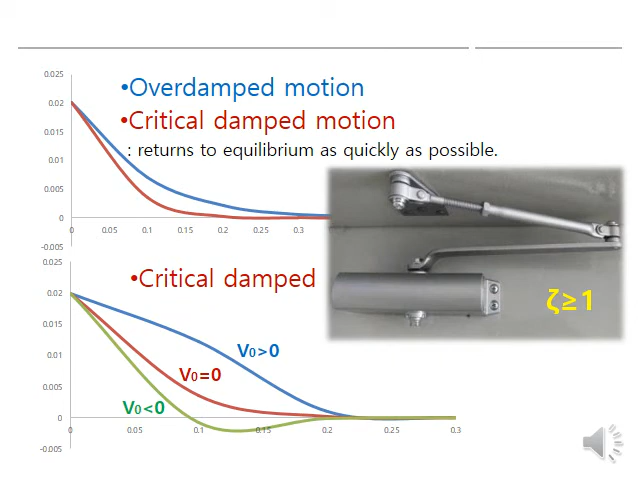 0.025
•Overdamped motion
0.02
•Critical damped motion
0.015
: returns to equilibrium as quickly as possible.
0.01
0.005
0
0 0.05 0.1 0.15 0.2 0.25 0.3
-0.005
0.025
•Critical damped
0.02
ζ≥1
0.015
V0>0
0.01
V0=0
0.005
V0<0
0
0 0.05 0.1 0.15 0.2 0.25 0.3
-0.005